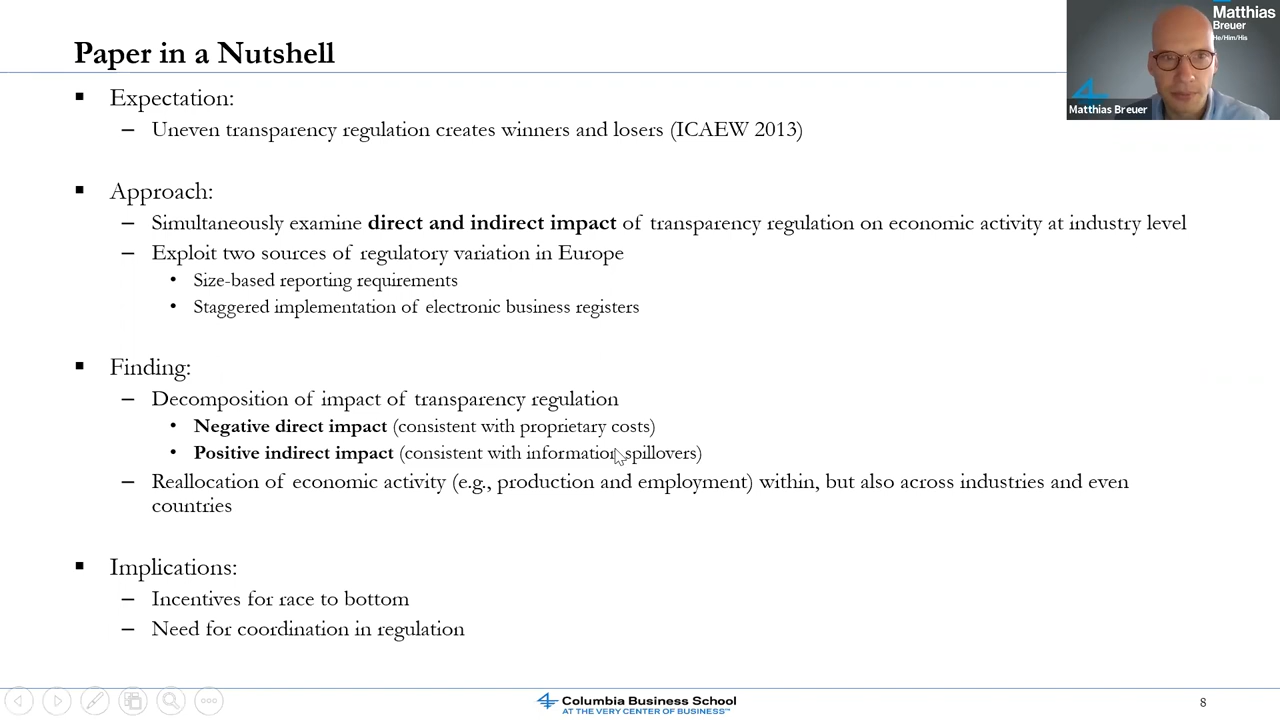 Paper in a Nutshell
Matthias
Breuer
He/Him/His
Matthias Breuer
▪ Expectation:
– Uneven transparency regulation creates winners and losers (ICAEW 2013)
▪ Approach:
– Simultaneously examine direct and indirect impact of transparency regulation on economic activity at industry level
– Exploit two sources of regulatory variation in Europe
• Size-based reporting requirements
• Staggered implementation of electronic business registers
▪ Finding:
– Decomposition of impact of transparency regulation
• Negative direct impact (consistent with proprietary costs)
• Positive indirect impact (consistent with information spillovers)
– Reallocation of economic activity (e.g., production and employment) within, but also across industries and even
countries
▪ Implications:
– Incentives for race to bottom
– Need for coordination in regulation
Columbia Business School
AT THE VERY CENTER OF BUSINESS™
8